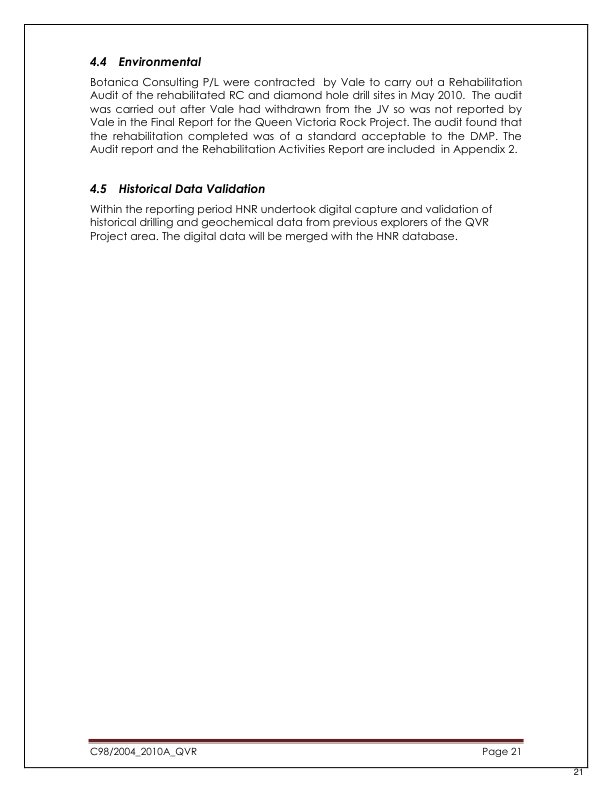 4.4 Environmental
Botanica Consulting P/L were contracted by Vale to carry out a Rehabilitation
Audit of the rehabilitated RC and diamond hole drill sites in May 2010. The audit
was carried out after Vale had withdrawn from the JV so was not reported by
Vale in the Final Report for the Queen Victoria Rock Project. The audit found that
the rehabilitation completed was of a standard acceptable to the DMP. The
Audit report and the Rehabilitation Activities Report are included in Appendix 2.
4.5 Historical Data Validation
Within the reporting period HNR undertook digital capture and validation of
historical drilling and geochemical data from previous explorers of the QVR
Project area. The digital data will be merged with the HNR database.
C98/2004_2010A_QVR Page 21
21